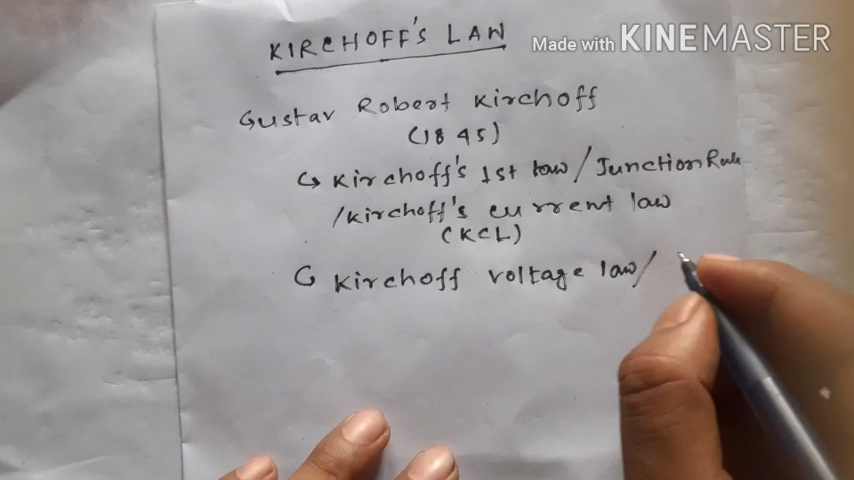 KIRCHOFF'S LAW
Made with KINEMASTER
Gustav Robert Kirchoff
(1845)
↳ Kirchoff's 1st law/Junction Rule
/Kirchoff's current law
(KCL)
↳ Kirchoff voltage law/